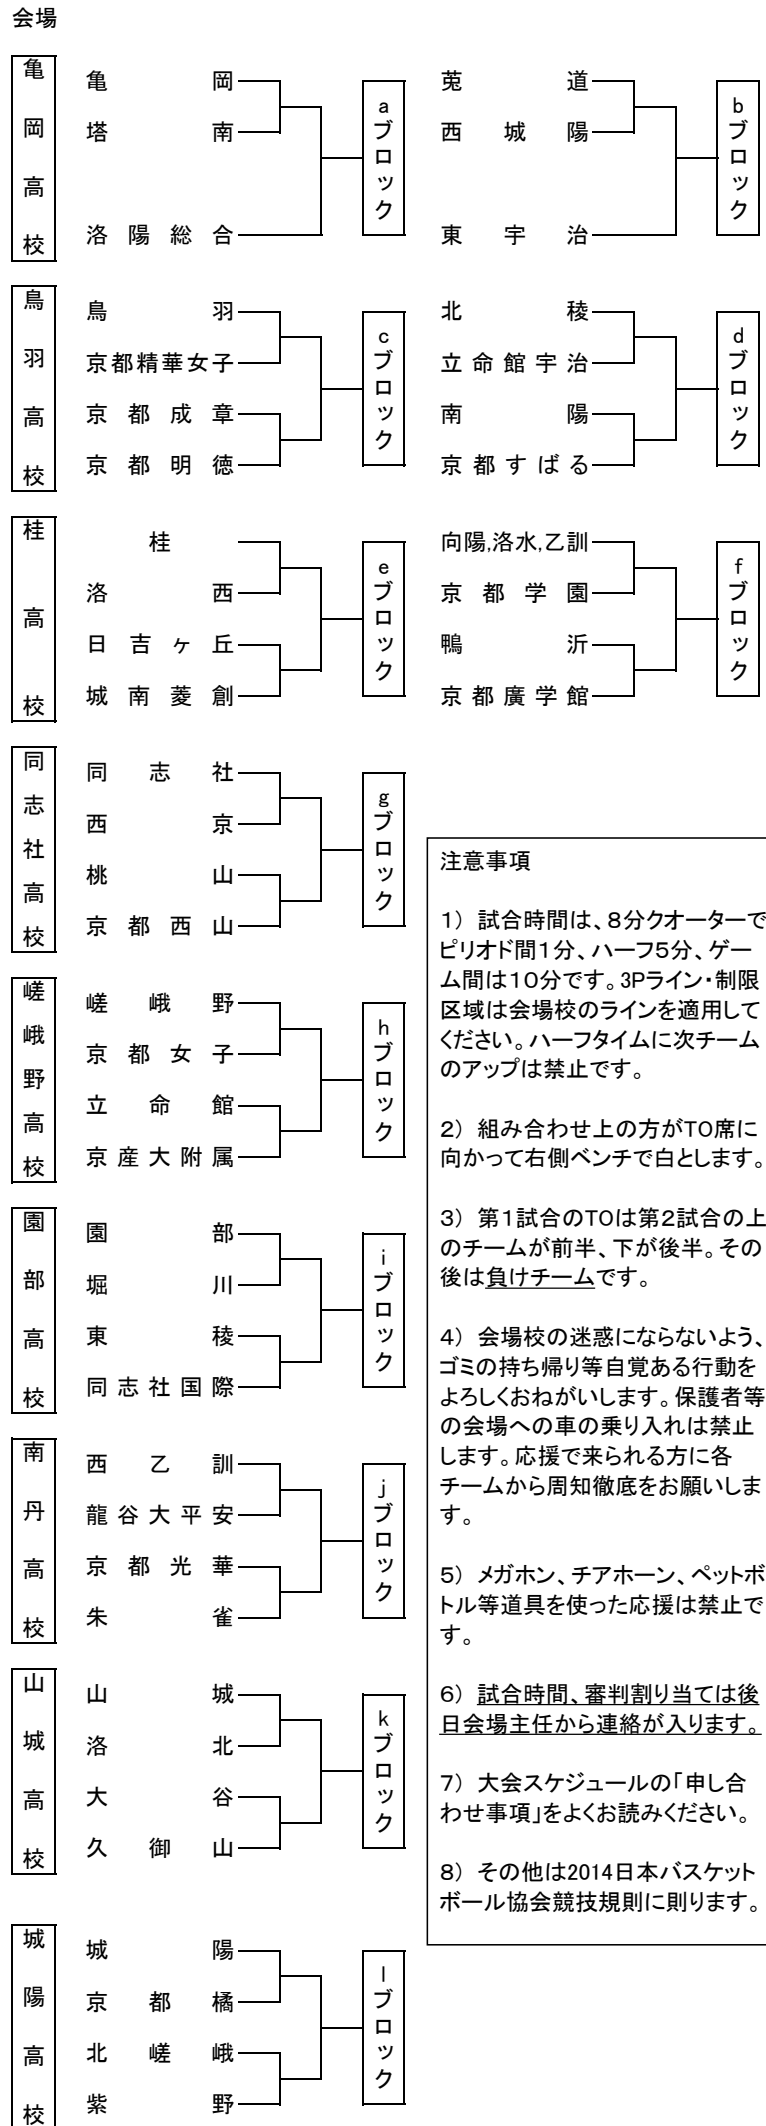 会場
亀岡高校
亀岡
塔南
洛陽総合
aブロック
莵道
西城陽
東宇治
bブロック
鳥羽高校
鳥羽
京都精華女子
京都成章
京都明徳
cブロック
北稜
立命館宇治
南陽
京都すばる
dブロック
桂高校
桂
洛西
日吉ヶ丘
城南菱創
eブロック
向陽,洛水,乙訓
京都学園
鴨沂
京都廣学館
fブロック
同志社高校
同志社
西京
桃山
京都西山
gブロック
嵯峨野高校
嵯峨野
京都女子
立命館
京産大附属
hブロック
園部高校
園部
堀川
東稜
同志社国際
iブロック
南丹高校
西乙訓
龍谷大平安
京都光華
朱雀
jブロック
山城高校
山城
洛北
大谷
久御山
kブロック
城陽高校
城陽
京都橘
北嵯峨
紫野
lブロック
注意事項
1) 試合時間は、8分クオーターで
ピリオド間1分、ハーフ5分、ゲー
ム間は10分です。3Pライン・制限
区域は会場校のラインを適用して
ください。ハーフタイムに次チーム
のアップは禁止です。
2) 組み合わせ上の方がTO席に
向かって右側ベンチで白とします。
3) 第1試合のTOは第2試合の上
のチームが前半、下が後半。その
後は負けチームです。
4) 会場校の迷惑にならないよう、
ゴミの持ち帰り等自覚ある行動を
よろしくおねがいします。保護者等
の会場への車の乗り入れは禁止
します。応援で来られる方に各
チームから周知徹底をお願いしま
す。
5) メガホン、チアホーン、ペットボ
トル等道具を使った応援は禁止で
す。
6) 試合時間、審判割り当ては後
日会場主任から連絡が入ります。
7) 大会スケジュールの「申し合
わせ事項」をよくお読みください。
8) その他は2014日本バスケット
ボール協会競技規則に則ります。